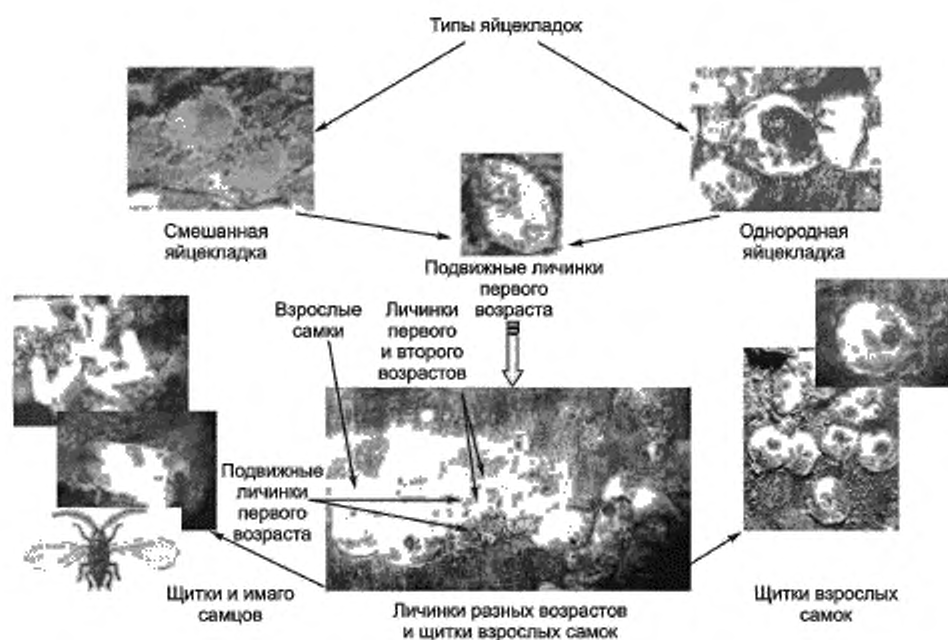 Типы яйцекладок
Смешанная
яйцекладка
Однородная
яйцекладка
Подвижные личинки
первого
возраста
Взрослые
самки
Личинки
первого
и второго
возрастов
Подвижные
личинки
первого
возраста
Щитки и имаго
самцов
Личинки разных возрастов
и щитки взрослых самок
Щитки взрослых
самок